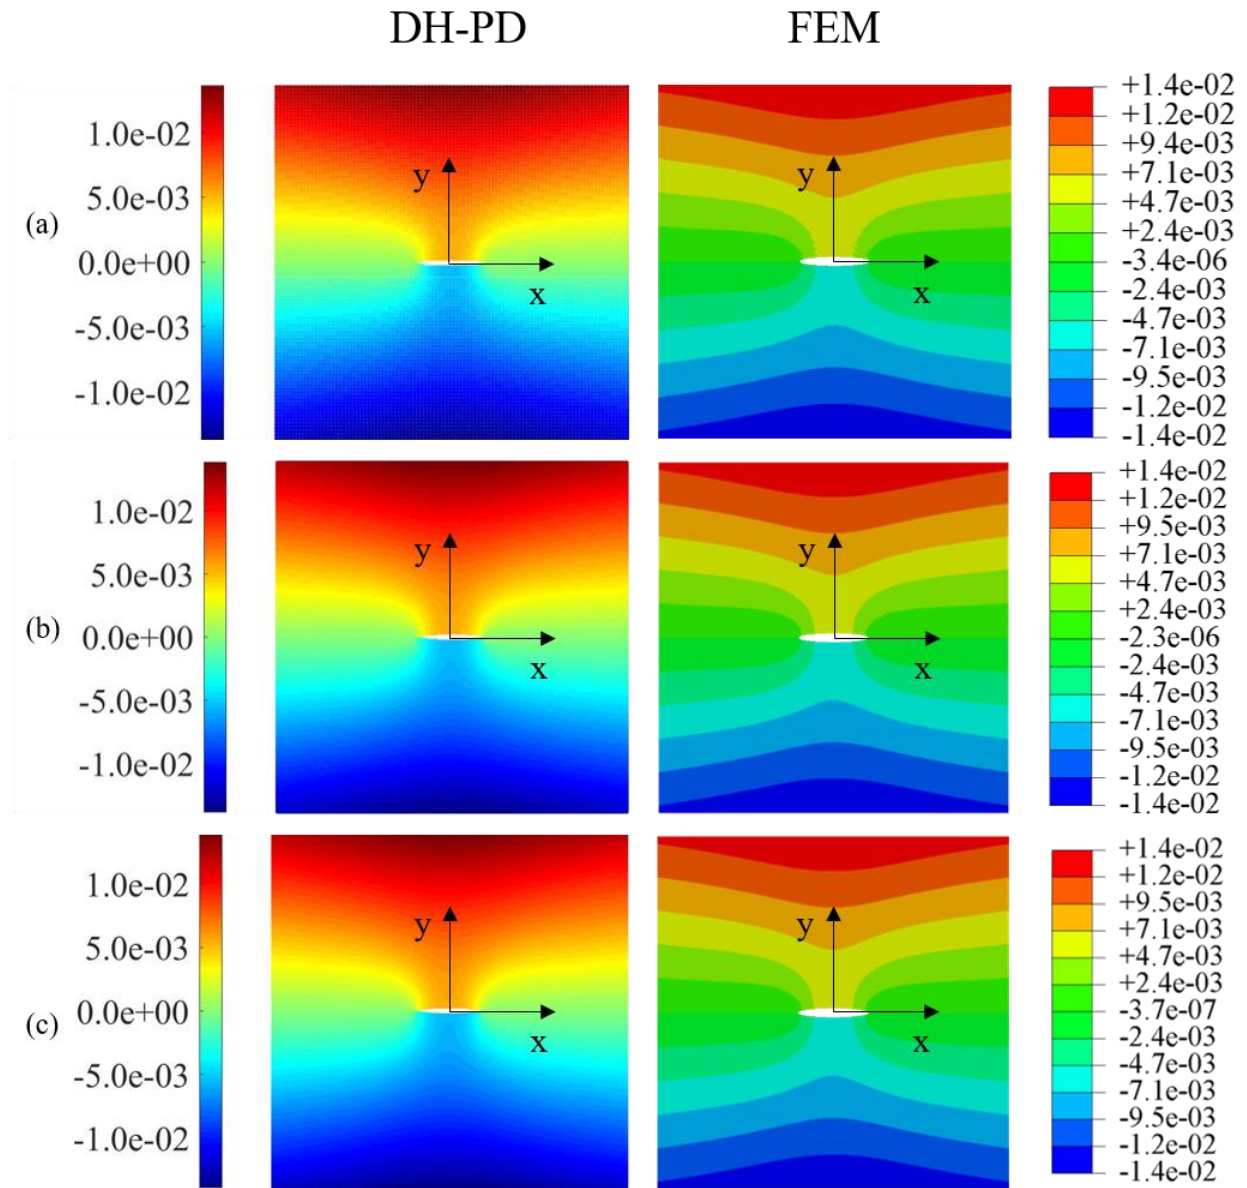 DH-PD FEM
(a)
1.0e-02
5.0e-03
0.0e+00
-5.0e-03
-1.0e-02
y
x
y
x
+1.4e-02
+1.2e-02
+9.4e-03
+7.1e-03
+4.7e-03
+2.4e-03
-3.4e-06
-2.4e-03
-4.7e-03
-7.1e-03
-9.5e-03
-1.2e-02
-1.4e-02
(b)
1.0e-02
5.0e-03
0.0e+00
-5.0e-03
-1.0e-02
y
x
y
x
+1.4e-02
+1.2e-02
+9.5e-03
+7.1e-03
+4.7e-03
+2.4e-03
-2.3e-06
-2.4e-03
-4.7e-03
-7.1e-03
-9.5e-03
-1.2e-02
-1.4e-02
(c)
1.0e-02
5.0e-03
0.0e+00
-5.0e-03
-1.0e-02
y
x
y
x
+1.4e-02
+1.2e-02
+9.5e-03
+7.1e-03
+4.7e-03
+2.4e-03
-3.7e-07
-2.4e-03
-4.7e-03
-7.1e-03
-9.5e-03
-1.2e-02
-1.4e-02